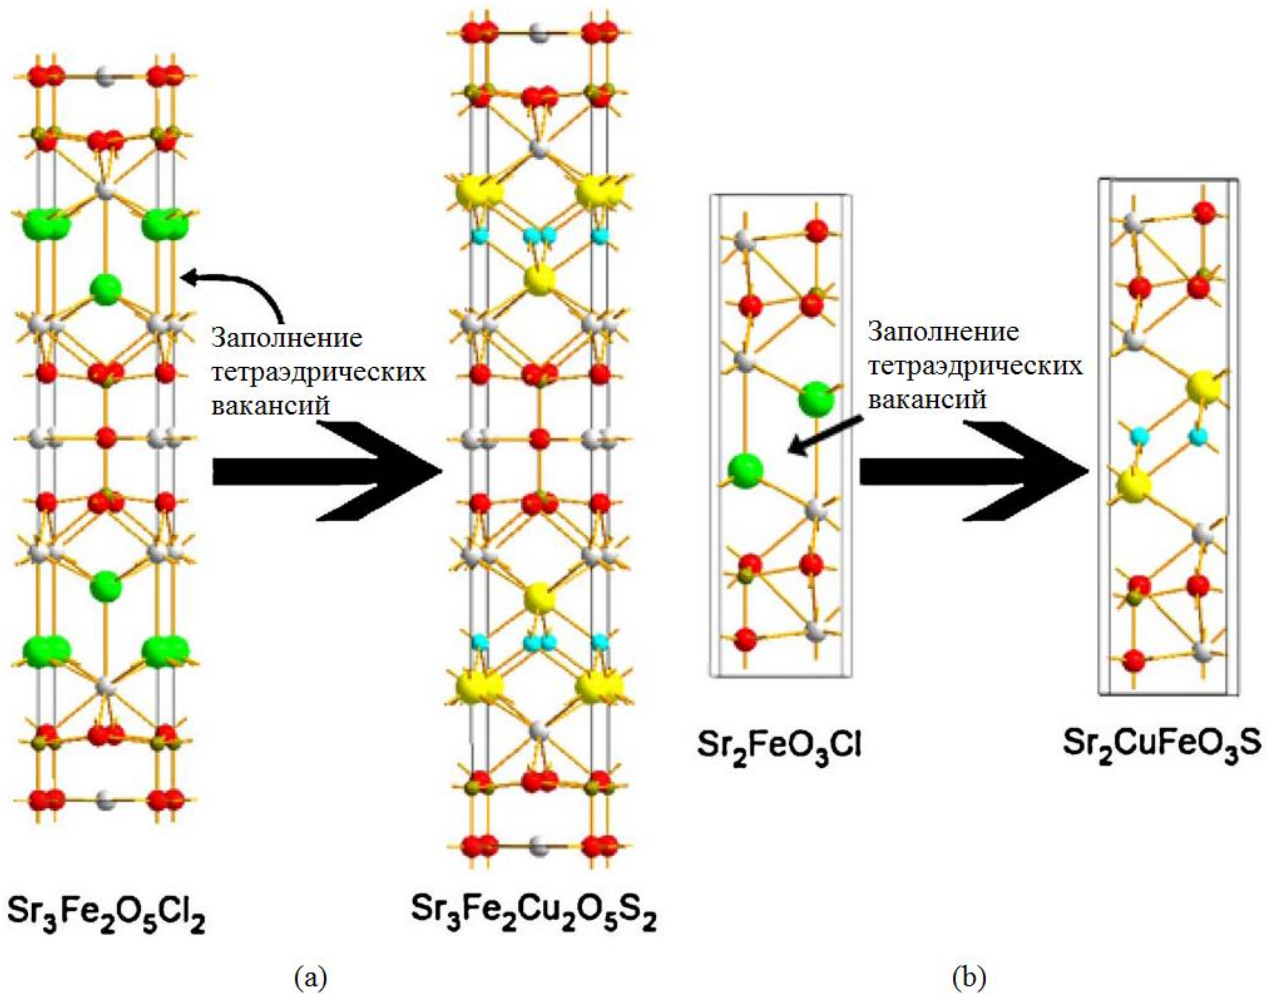 Заполнение
тетраэдрических
вакансий
Заполнение
тетраэдрических
вакансий
Sr₂FeO₃Cl
Sr₂CuFeO₃S
Sr₃Fe₂O₅Cl₂
Sr₃Fe₂Cu₂O₅S₂
(a)
(b)